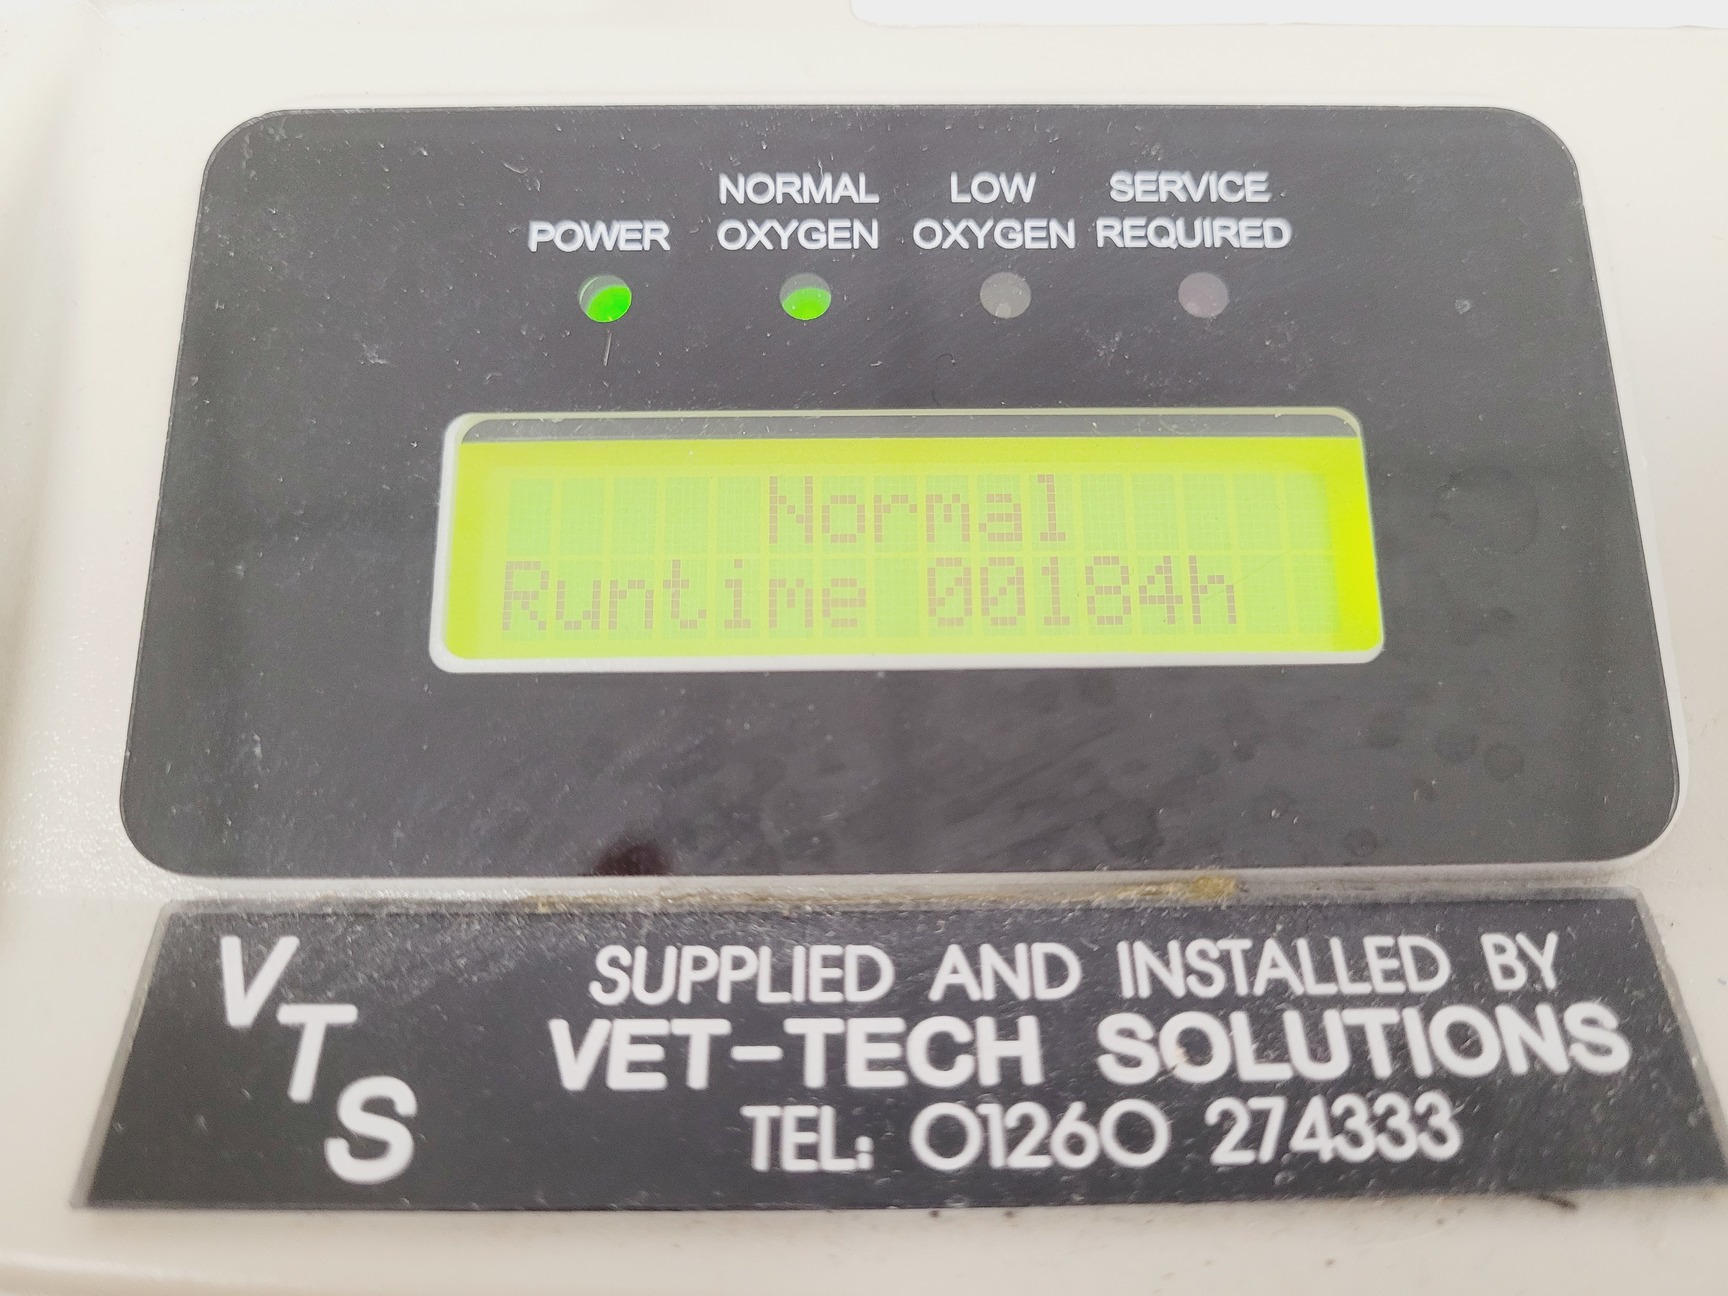 POWER
NORMAL OXYGEN
LOW OXYGEN
SERVICE REQUIRED
Normal
Runtime 00184h
VTS
SUPPLIED AND INSTALLED BY
VET-TECH SOLUTIONS
TEL: 01260 274333